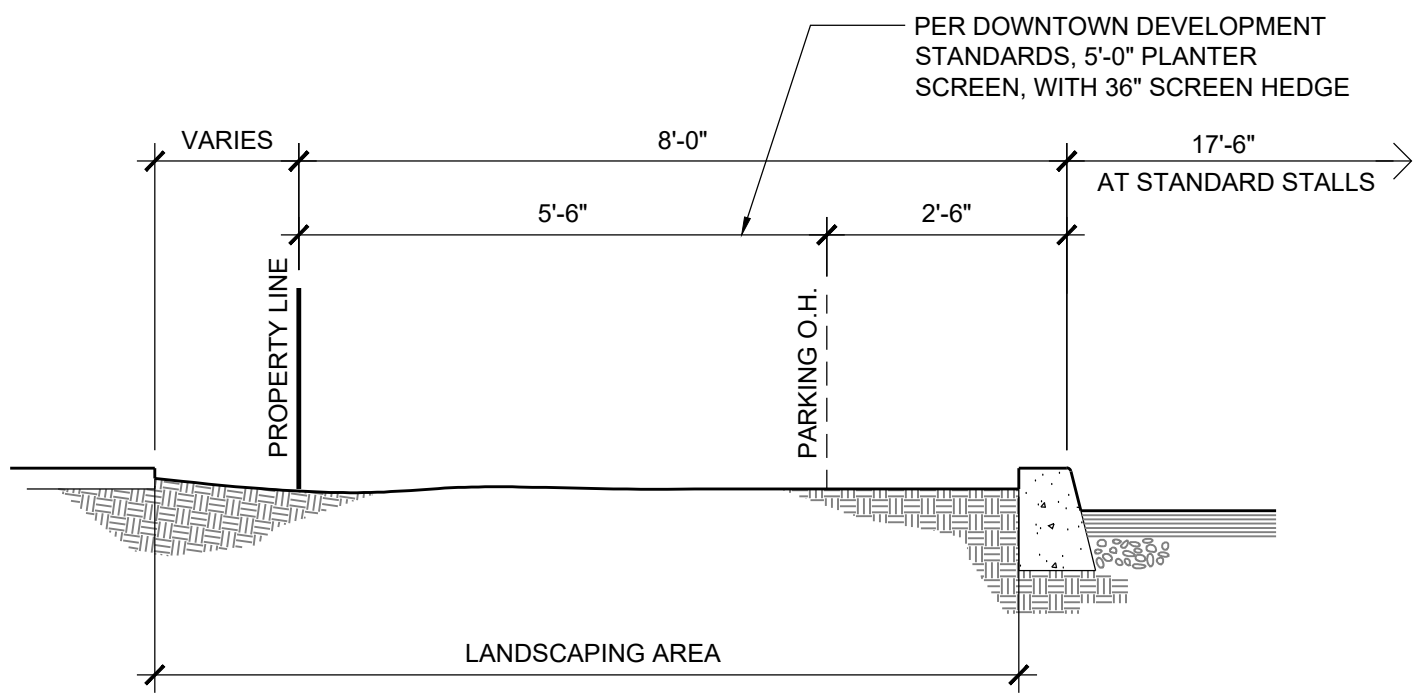 PER DOWNTOWN DEVELOPMENT
STANDARDS, 5'-0" PLANTER
SCREEN, WITH 36" SCREEN HEDGE
VARIES
8'-0"
17'-6"
AT STANDARD STALLS
5'-6"
2'-6"
PROPERTY LINE
PARKING O.H.
LANDSCAPING AREA